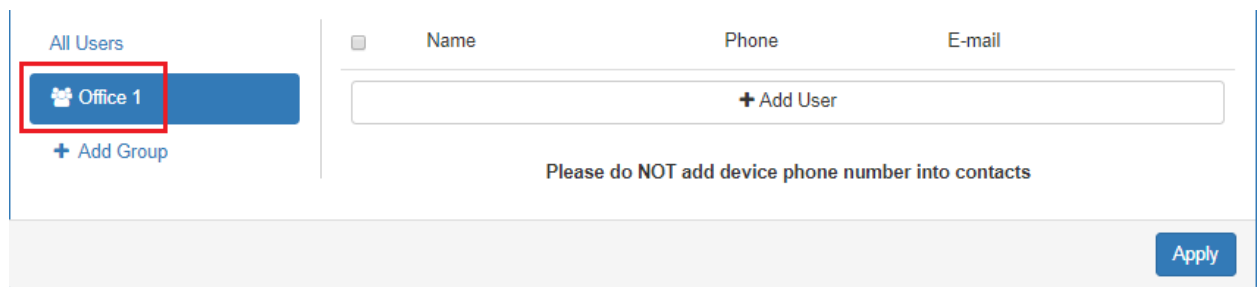 All Users
Name Phone E-mail
Office 1
+ Add User
+ Add Group
Please do NOT add device phone number into contacts
Apply